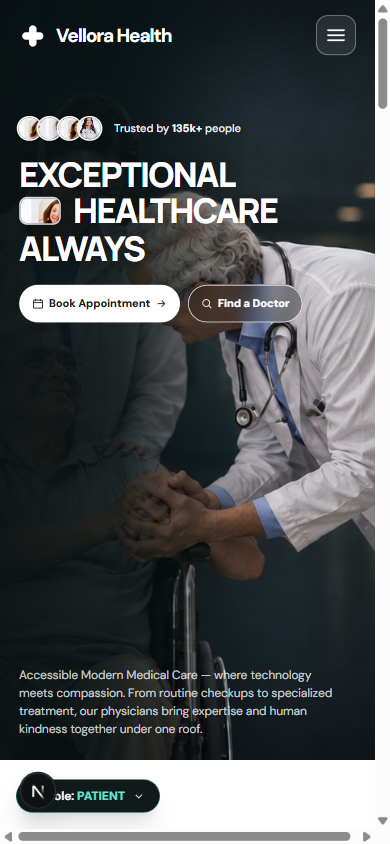 Vellora Health
Trusted by 135k+ people
EXCEPTIONAL
HEALTHCARE
ALWAYS
Book Appointment → Find a Doctor
Accessible Modern Medical Care — where technology
meets compassion. From routine checkups to specialized
treatment, our physicians bring expertise and human
kindness together under one roof.
N
PATIENT